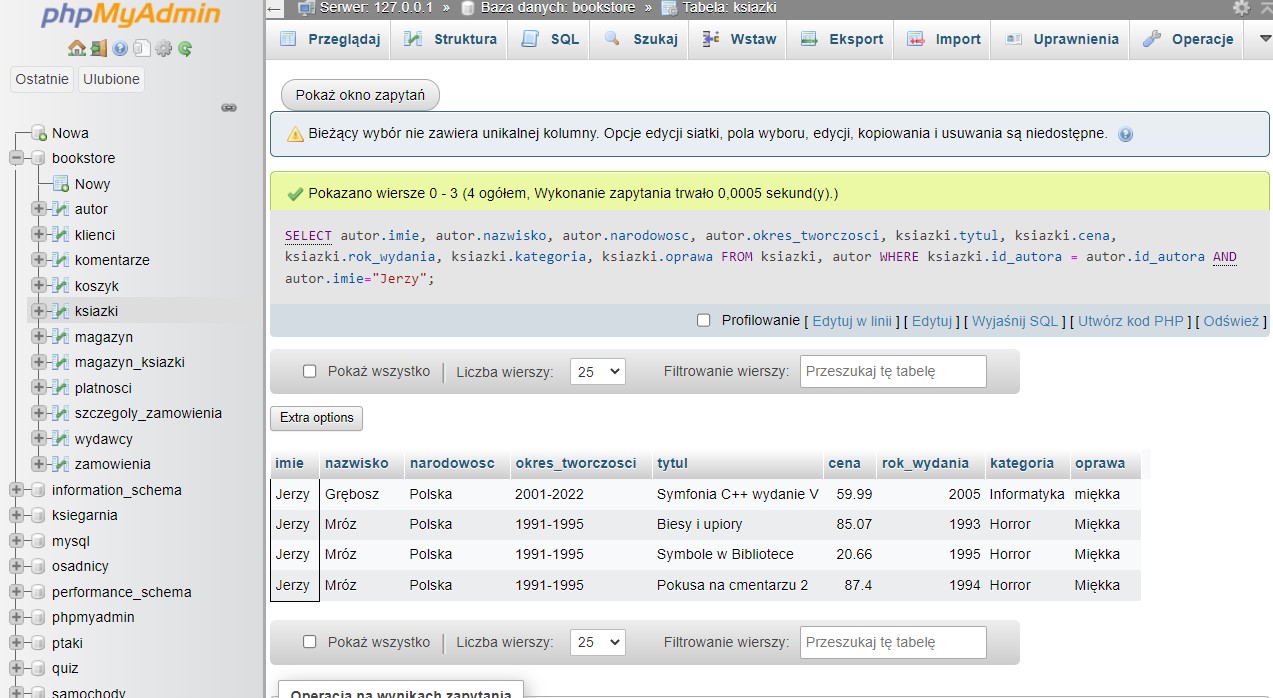 phpMyAdmin
Ostatnie Ulubione
Nowa
bookstore
Nowy
autor
klienci
komentarze
koszyk
ksiazki
magazyn
magazyn_ksiazki
platnosci
szczegoly_zamowienia
wydawcy
zamowienia
information_schema
ksiegarnia
mysql
osadnicy
performance_schema
phpmyadmin
ptaki
quiz
samochody
Serwer: 127.0.0.1 » Baza danych: bookstore » Tabela: ksiazki
Przeglądaj Struktura SQL Szukaj Wstaw Eksport Import Uprawnienia Operacje
Pokaż okno zapytań
Bieżący wybór nie zawiera unikalnej kolumny. Opcje edycji siatki, pola wyboru, edycji, kopiowania i usuwania są niedostępne.
Pokazano wiersze 0 - 3 (4 ogółem, Wykonanie zapytania trwało 0,0005 sekund(y).)
SELECT autor.imie, autor.nazwisko, autor.narodowosc, autor.okres_tworczosci, ksiazki.tytul, ksiazki.cena,
ksiazki.rok_wydania, ksiazki.kategoria, ksiazki.oprawa FROM ksiazki, autor WHERE ksiazki.id_autora = autor.id_autora AND
autor.imie="Jerzy";
Profilowanie [ Edytuj w linii ] [ Edytuj ] [ Wyjaśnij SQL ] [ Utwórz kod PHP ] [ Odśwież ]
Pokaż wszystko Liczba wierszy: 25 Filtrowanie wierszy: Przeszukaj tę tabelę
Extra options
imie nazwisko narodowosc okres_tworczosci tytul cena rok_wydania kategoria oprawa
Jerzy Grębosz Polska 2001-2022 Symfonia C++ wydanie V 59.99 2005 Informatyka miękka
Jerzy Mróz Polska 1991-1995 Biesy i upiory 85.07 1993 Horror Miękka
Jerzy Mróz Polska 1991-1995 Symbole w Bibliotece 20.66 1995 Horror Miękka
Jerzy Mróz Polska 1991-1995 Pokusa na cmentarzu 2 87.4 1994 Horror Miękka
Pokaż wszystko Liczba wierszy: 25 Filtrowanie wierszy: Przeszukaj tę tabelę
Operacja na wynikach zapytania